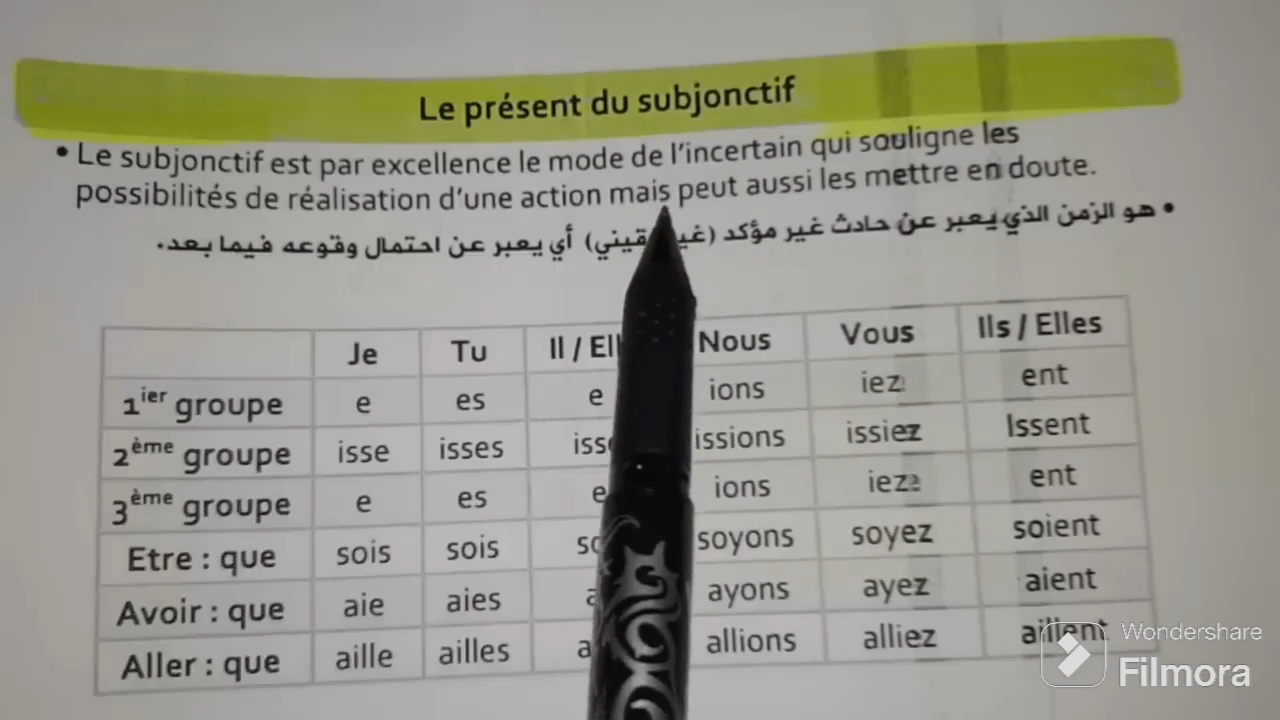 Le présent du subjonctif
• Le subjonctif est par excellence le mode de l'incertain qui souligne les
possibilités de réalisation d'une action mais peut aussi les mettre en doute.
• هو الزمن الذي يعبر عن حادث غير مؤكد ( أي يعبر عن احتمال وقوعه فيما بعد.
Je Tu Il / Nous Vous Ils / Elles
1ier groupe e es e ions iez ent
2ème groupe isse isses issions issiez Issent
3ème groupe e es e ions iez ent
Etre : que sois sois soyons soyez soient
Avoir : que aie aies ayons ayez aient
Aller : que aille ailles allions alliez aillent
Wondershare
Filmora